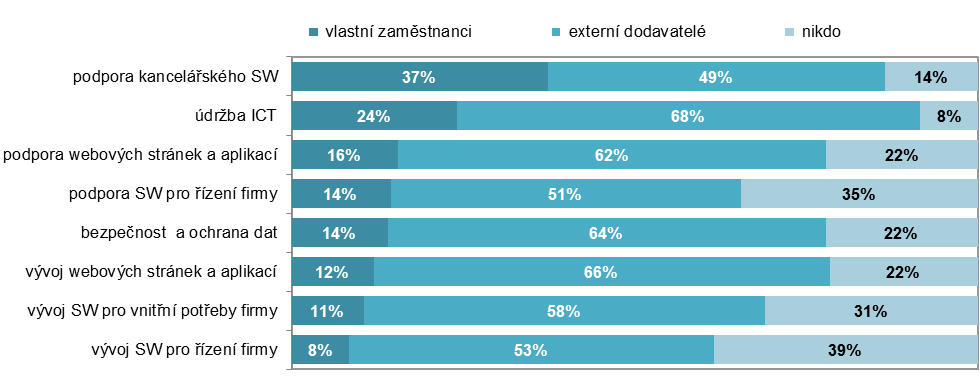 vlastní zaměstnanci externí dodavatelé nikdo
podpora kancelářského SW 37% 49% 14%
údržba ICT 24% 68% 8%
podpora webových stránek a aplikací 16% 62% 22%
podpora SW pro řízení firmy 14% 51% 35%
bezpečnost a ochrana dat 14% 64% 22%
vývoj webových stránek a aplikací 12% 66% 22%
vývoj SW pro vnitřní potřeby firmy 11% 58% 31%
vývoj SW pro řízení firmy 8% 53% 39%